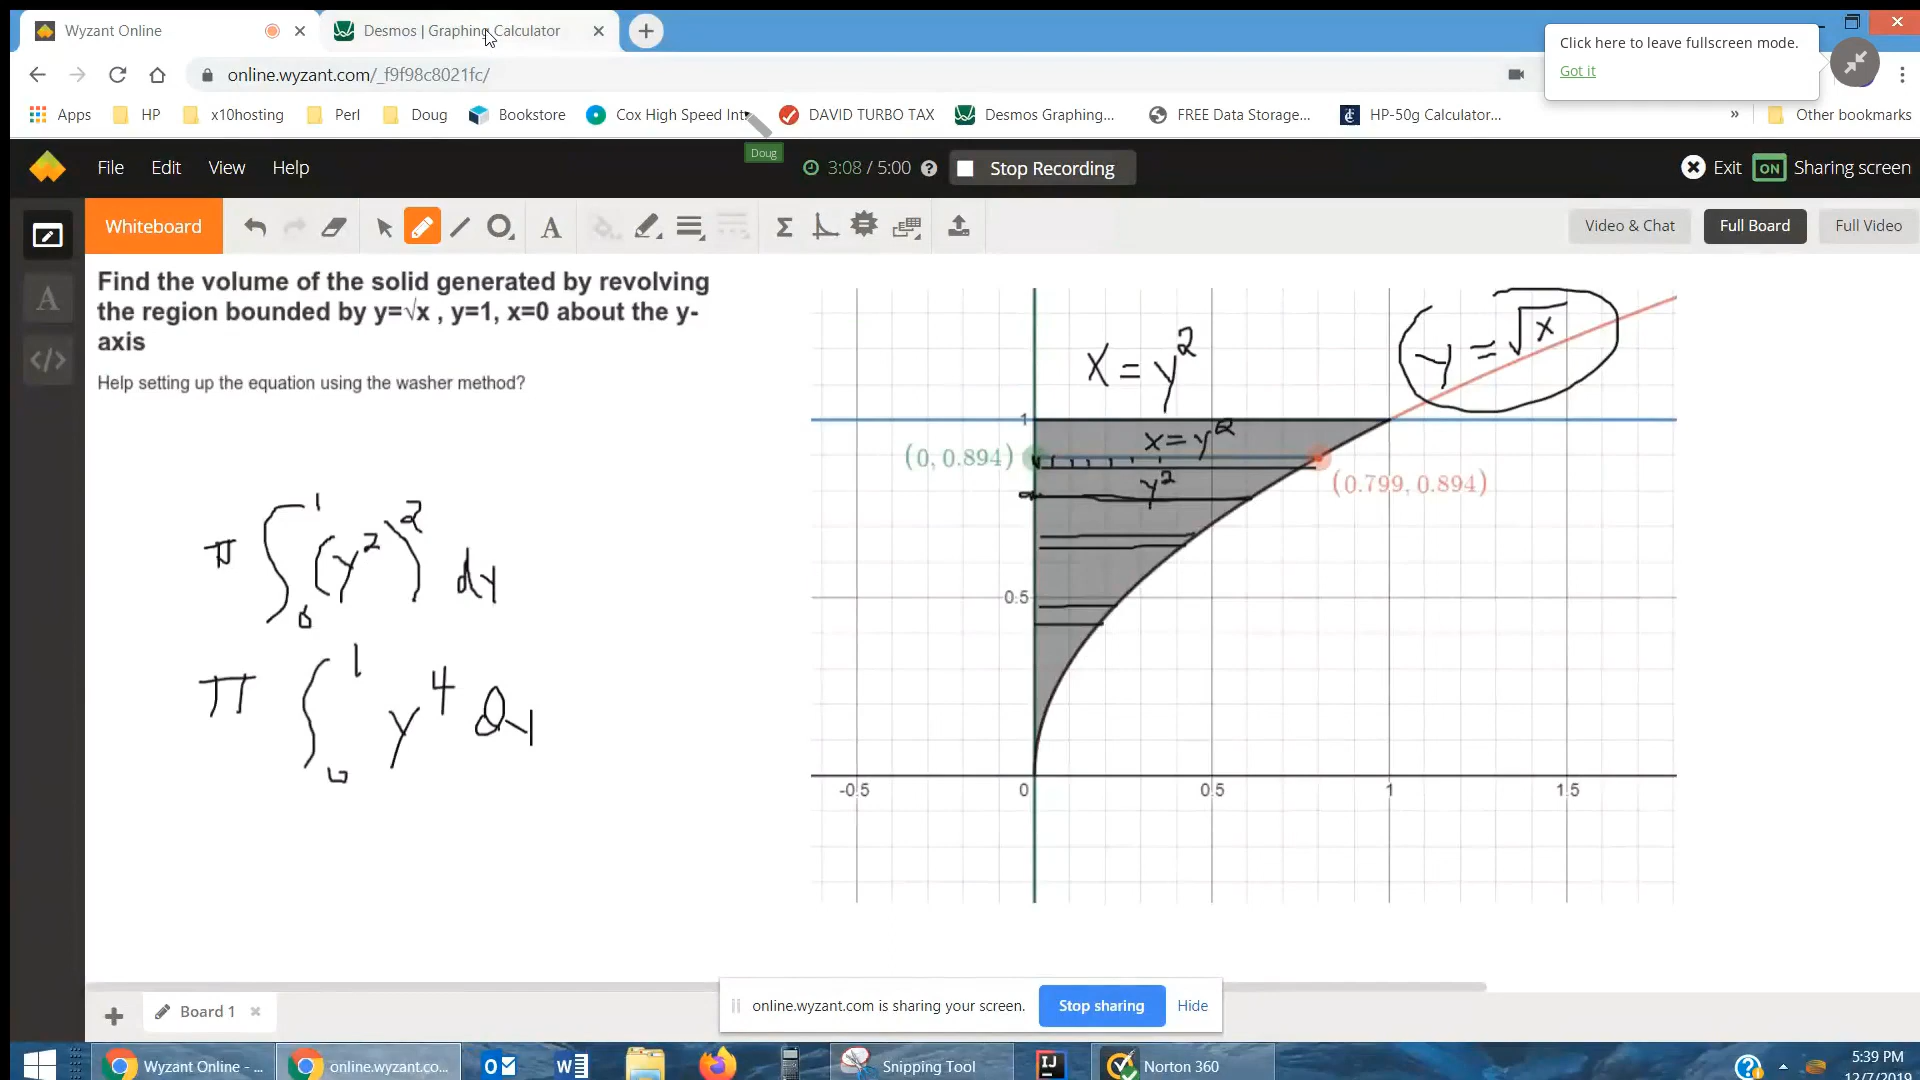 Wyzant Online
Desmos | Graphing Calculator
Click here to leave fullscreen mode.
Got it
online.wyzant.com/_f9f98c8021fc/
Apps HP x10hosting Perl Doug Bookstore Cox High Speed Int DAVID TURBO TAX Desmos Graphing... FREE Data Storage... HP-50g Calculator... » Other bookmarks
Doug
File Edit View Help 3:08 / 5:00 Stop Recording Exit ON Sharing screen
Whiteboard A Σ Video & Chat Full Board Full Video
Find the volume of the solid generated by revolving
the region bounded by y=√x , y=1, x=0 about the y-
axis
Help setting up the equation using the washer method?
π ∫₀¹ (y²)² dy
π ∫₀¹ y⁴ dy
x = y²
y = √x
1
x = y²
(0, 0.894)
y²
(0.799, 0.894)
0.5
-0.5 0 0.5 1 1.5
online.wyzant.com is sharing your screen. Stop sharing Hide
Board 1
Wyzant Online - ... online.wyzant.co... Snipping Tool IJ Norton 360 5:39 PM
12/7/2019